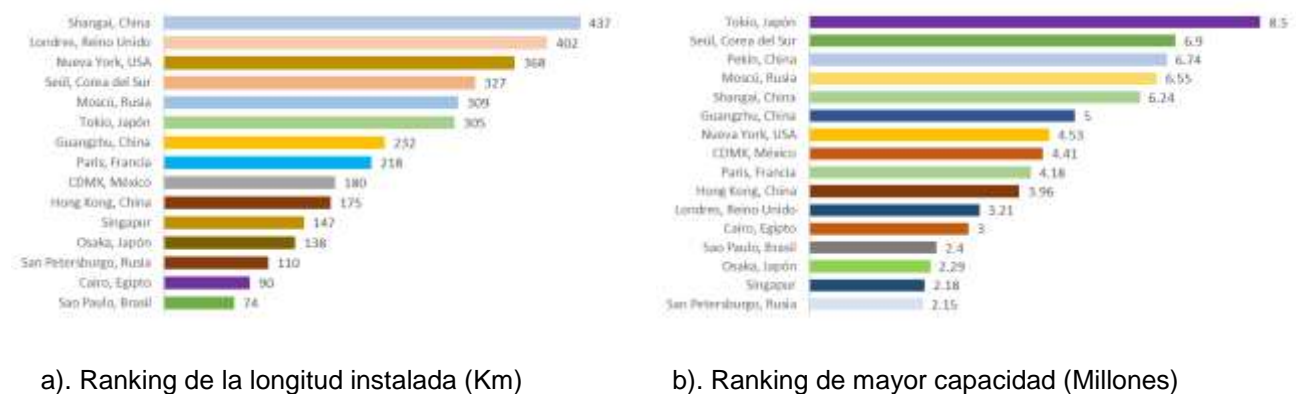 Shangai, China 437
Londres, Reino Unido 402
Nueva York, USA 368
Seúl, Corea del Sur 327
Moscú, Rusia 309
Tokio, Japón 305
Guangzhu, China 232
Paris, Francia 218
CDMX, México 180
Hong Kong, China 175
Singapur 147
Osaka, Japón 138
San Petersburgo, Rusia 110
Cairo, Egipto 90
Sao Paulo, Brasil 74
a). Ranking de la longitud instalada (Km)
Tokio, Japón 8.5
Seúl, Corea del Sur 6.9
Pekín, China 6.74
Moscú, Rusia 6.55
Shangai, China 6.24
Guangzhu, China 5
Nueva York, USA 4.53
CDMX, México 4.41
Paris, Francia 4.18
Hong Kong, China 3.96
Londres, Reino Unido 3.21
Cairo, Egipto 3
Sao Paulo, Brasil 2.4
Osaka, Japón 2.29
Singapur 2.18
San Petersburgo, Rusia 2.15
b). Ranking de mayor capacidad (Millones)